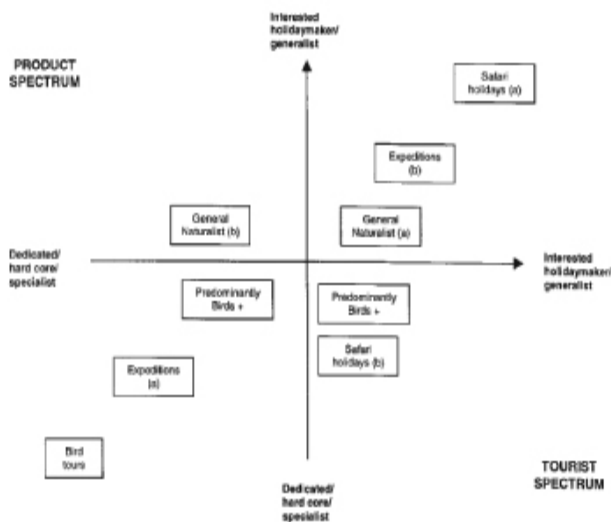 Interested
holidaymaker/
generalist
PRODUCT
SPECTRUM
Safari
holidays (a)
Expeditions
(b)
General
Naturalist (b)
General
Naturalist (a)
Dedicated/
hard core/
specialist
Interested
holidaymaker/
generalist
Predominantly
Birds +
Predominantly
Birds +
Safari
holidays (b)
Expeditions
(a)
Bird
tours
TOURIST
SPECTRUM
Dedicated/
hard core/
specialist